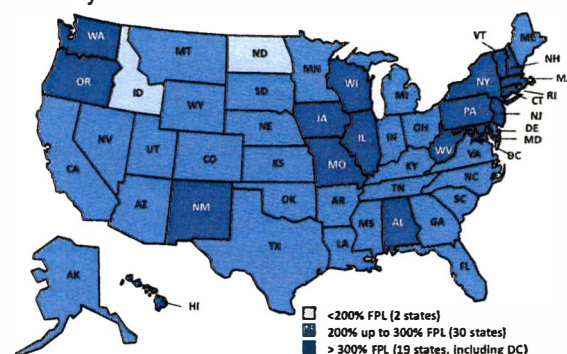 WA
OR
ID
MT
ND
MN
WI
MI
NY
VT
ME
NH
RI
CT
NJ
DE
MD
DC
PA
WV
VA
OH
IN
IL
IA
SD
WY
NE
NV
UT
CO
KS
MO
KY
NC
TN
SC
CA
AZ
NM
OK
AR
TX
LA
MS
AL
GA
FL
AK
HI
<200% FPL (2 states)
200% up to 300% FPL (30 states)
> 300% FPL (19 states, including DC)